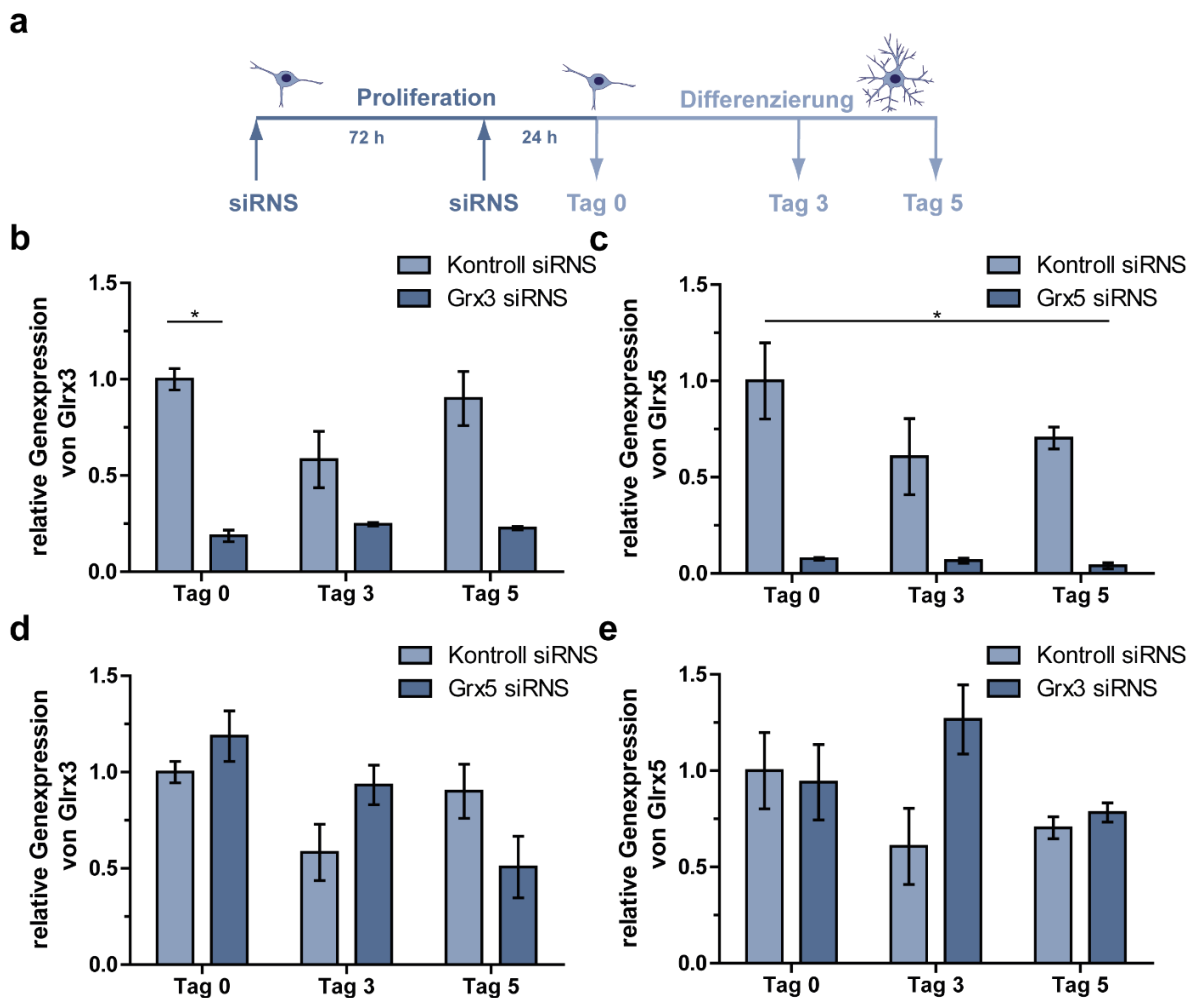 a
Proliferation
Differenzierung
72 h
24 h
siRNS
siRNS
Tag 0
Tag 3
Tag 5
b
Kontroll siRNS
Grx3 siRNS
relative Genexpression
von Glrx3
1.5
1.0
0.5
0.0
*
Tag 0
Tag 3
Tag 5
c
Kontroll siRNS
Grx5 siRNS
relative Genexpression
von Glrx5
1.5
1.0
0.5
0.0
*
Tag 0
Tag 3
Tag 5
d
Kontroll siRNS
Grx5 siRNS
relative Genexpression
von Glrx3
1.5
1.0
0.5
0.0
Tag 0
Tag 3
Tag 5
e
Kontroll siRNS
Grx3 siRNS
relative Genexpression
von Glrx5
1.5
1.0
0.5
0.0
Tag 0
Tag 3
Tag 5